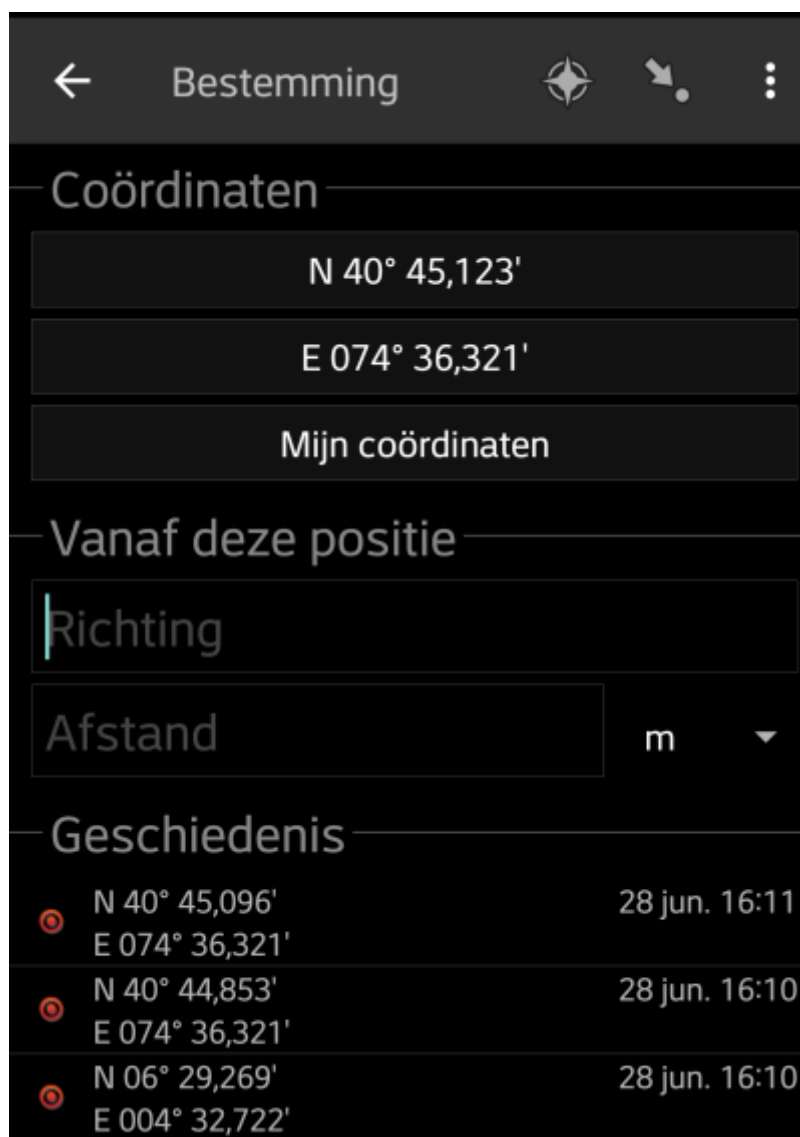 Bestemming
Coördinaten
N 40° 45,123'
E 074° 36,321'
Mijn coördinaten
Vanaf deze positie
Richting
Afstand
m
Geschiedenis
N 40° 45,096' 28 jun. 16:11
E 074° 36,321'
N 40° 44,853' 28 jun. 16:10
E 074° 36,321'
N 06° 29,269' 28 jun. 16:10
E 004° 32,722'